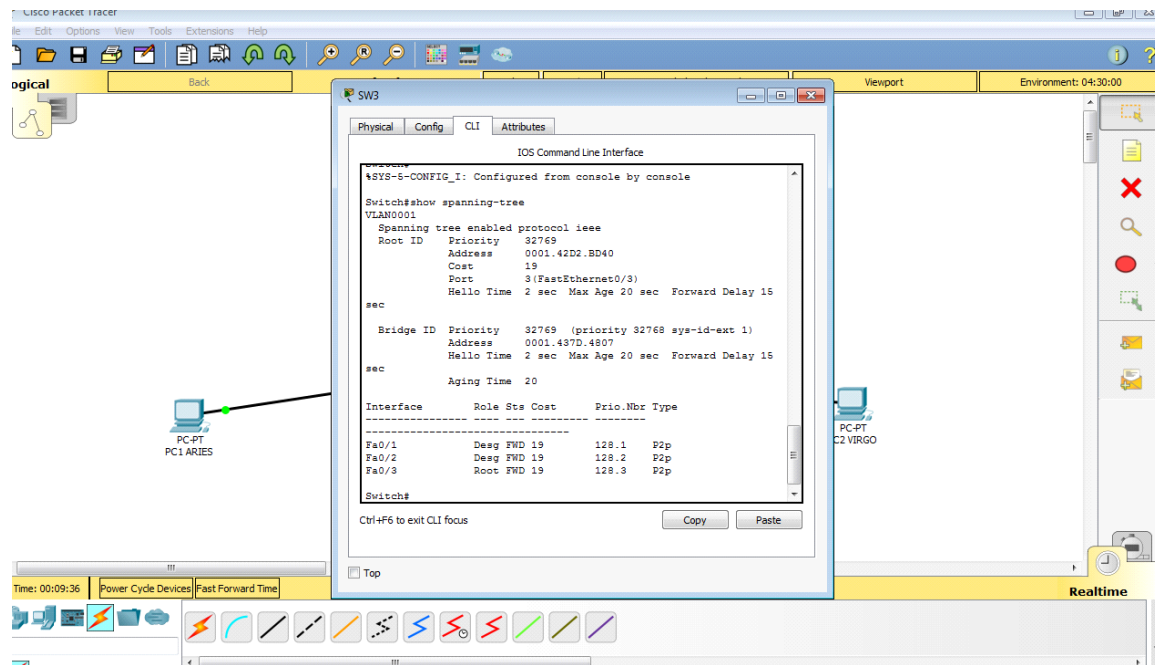 Cisco Packet Tracer
Edit Options View Tools Extensions Help
Back
Viewport
Environment: 04:30:00
SW3
Physical Config CLI Attributes
IOS Command Line Interface
%SYS-5-CONFIG_I: Configured from console by console
Switch#show spanning-tree
VLAN0001
Spanning tree enabled protocol ieee
Root ID Priority 32769
Address 0001.42D2.BD40
Cost 19
Port 3(FastEthernet0/3)
Hello Time 2 sec Max Age 20 sec Forward Delay 15
sec
Bridge ID Priority 32769 (priority 32768 sys-id-ext 1)
Address 0001.437D.4807
Hello Time 2 sec Max Age 20 sec Forward Delay 15
sec
Aging Time 20
Interface Role Sts Cost Prio.Nbr Type
---------------- ---- --- --------- -------- 
--------------------------------
Fa0/1 Desg FWD 19 128.1 P2p
Fa0/2 Desg FWD 19 128.2 P2p
Fa0/3 Root FWD 19 128.3 P2p
Switch#
Ctrl+F6 to exit CLI focus
Copy Paste
Top
PC-PT
PC1 ARIES
PC-PT
C2 VIRGO
Time: 00:09:36 Power Cycle Devices Fast Forward Time
Realtime